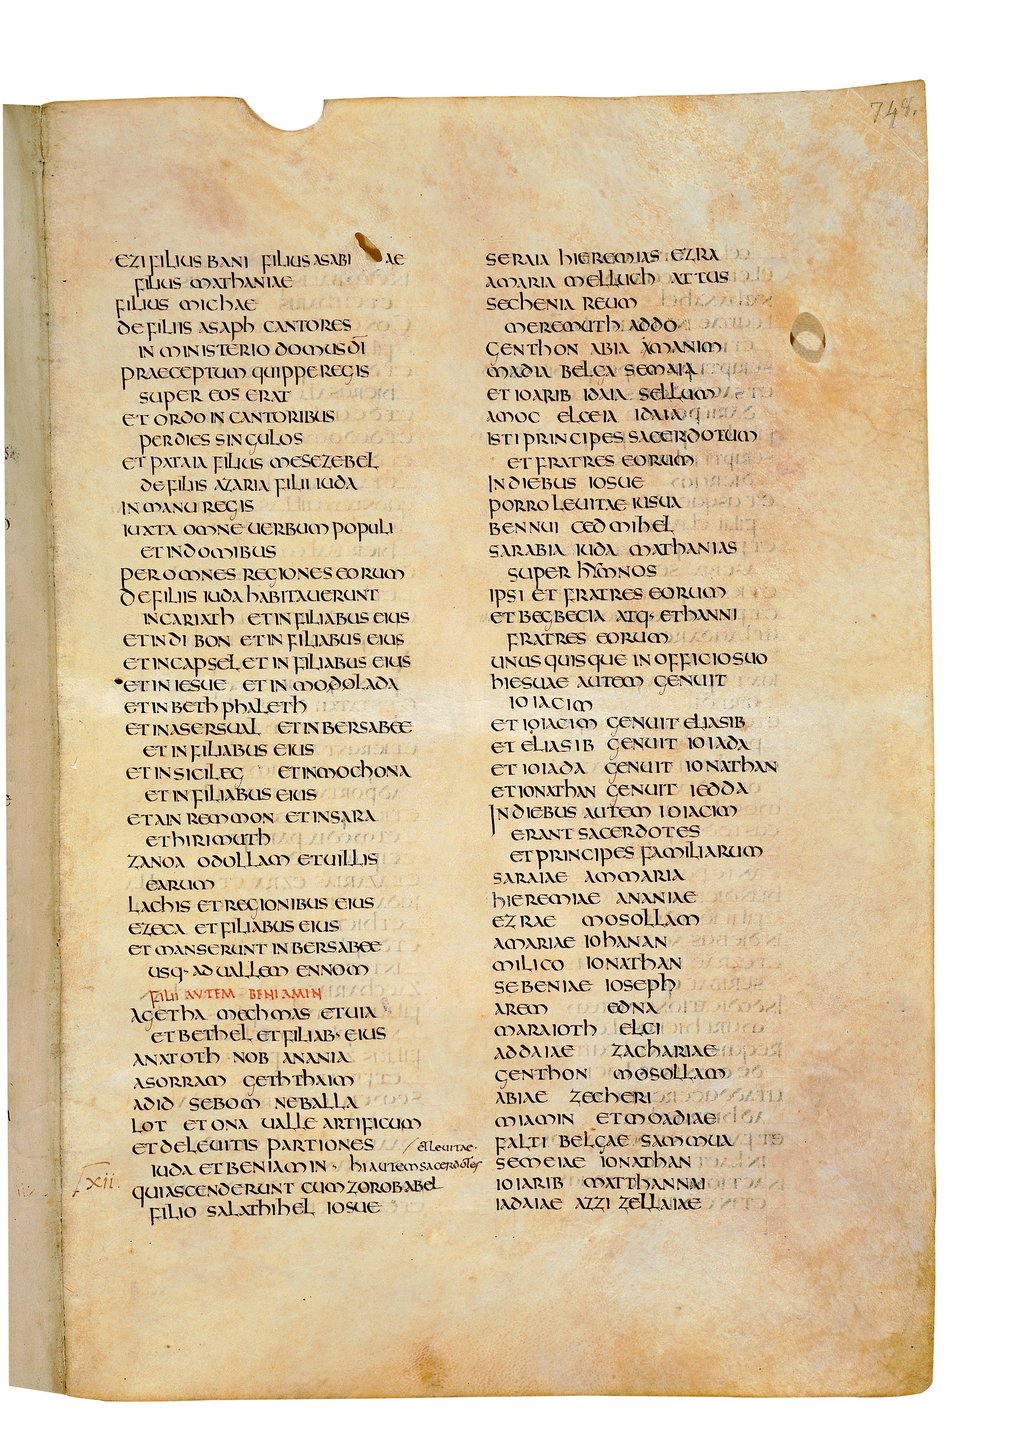 748.
EZI FILIUS BANI FILIUS ASABI AE
FILIUS MATHANIAE
FILIUS MICHAE
DE FILIIS ASAPH CANTORES
IN MINISTERIO DOMUS DĪ
PRAECEPTUM QUIPPE REGIS
SUPER EOS ERAT
ET ORDO IN CANTORIBUS
PER DIES SINGULOS
ET PATAIA FILIUS MESEZEBEL
DE FILIS AZARIA FILII IUDA
IN MANU REGIS
IUXTA OMNE UERBUM POPULI
ET IN DOMIBUS
PER OMNES REGIONES EORUM
DE FILIIS IUDA HABITAUERUNT
IN CARIATH ET IN FILIABUS EIUS
ET IN DIBON ET IN FILIABUS EIUS
ET IN CAPSEL ET IN FILIABUS EIUS
ET IN IESUE ET IN MODOLADA
ET IN BETH PHALETH
ET IN ASERSUAL ET IN BERSABEE
ET IN FILIABUS EIUS
ET IN SICILEG ET IN MOCHONA
ET IN FILIABUS EIUS
ET AIN REMMON ET IN SARA
ET HIRIMUTH
ZANOA ODOLLAM ET UILLIS
EARUM
LACHIS ET REGIONIBUS EIUS
EZECA ET FILIABUS EIUS
ET MANSERUNT IN BERSABEE
USQ· AD UALLEM ENNOM
FILII AUTEM BENIAMIN
AGETHA MECHMAS ET UIA
ET BETHEL ET FILIAB· EIUS
ANATOTH NOB ANANIA
ASORRAM GETHTHAIM
ADID SEBOM NEBALLA
LOT ET ONA UALLE ARTIFICUM
ET DE LEUITIS PARTIONES / & LEUITAE·
IUDA ET BENIAMIN · HI AUTEM SACERDOTES
XII.
QUI ASCENDERUNT CUM ZOROBABEL
FILIO SALATHIHEL IOSUE
SERAIA HIEREMIAS EZRA
AMARIA MELLUCH ATTUS
SECHENIA REUM
MEREMUTH ADDO
GENTHON ABIA MIAMIN
MADIA BELGA SEMAIA
ET IOARIB IDAIA SELLUM
AMOC ELCEIA IDAIA
ISTI PRINCIPES SACERDOTUM
ET FRATRES EORUM
IN DIEBUS IOSUE
PORRO LEUITAE IUSUA
BENNUI CEDMIHEL
SARABIA IUDA MATHANIAS
SUPER HYMNOS
IPSI ET FRATRES EORUM
ET BEGBECIA ATQ· ET HANNI
FRATRES EORUM
UNUSQUISQUE IN OFFICIO SUO
HIESUAE AUTEM GENUIT
IOIACIM
ET IOIACIM GENUIT ELIASIB
ET ELIASIB GENUIT IOIADA
ET IOIADA GENUIT IONATHAN
ET IONATHAN GENUIT IEDDA
IN DIEBUS AUTEM IOIACIM
ERANT SACERDOTES
ET PRINCIPES FAMILIARUM
SARAIAE AMMARIA
HIEREMIAE ANANIAE
EZRAE MOSOLLAM
AMARIAE IOHANAN
MILICO IONATHAN
SEBENIAE IOSEPH
AREM EDNA
MARAIOTH ELCI
ADDAIAE ZACHARIAE
GENTHON MOSOLLAM
ABIAE ZECHERI
MIAMIN ET MOADIAE
FALTI BELGAE SAMMUA
SEMEIAE IONATHAN
IOIARIB MATTHANNAI
IADAIAE AZZI ZELLAIAE